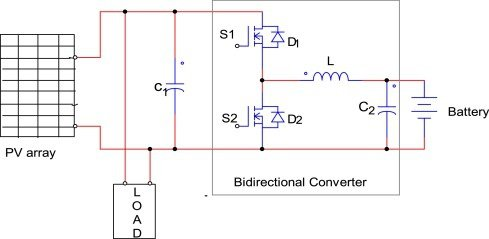 S1
D1
L
C1
C2
S2
D2
Battery
PV array
Bidirectional Converter
L
O
A
D